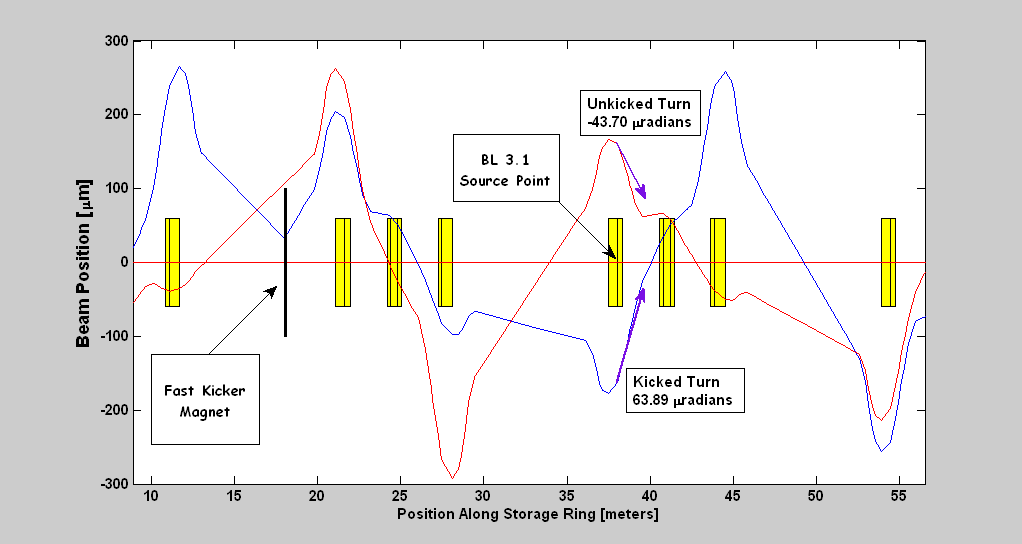 300
200
100
0
-100
-200
-300
Beam Position [μm]
Unkicked Turn
-43.70 μradians
BL 3.1
Source Point
Fast Kicker
Magnet
Kicked Turn
63.89 μradians
10 15 20 25 30 35 40 45 50 55
Position Along Storage Ring [meters]